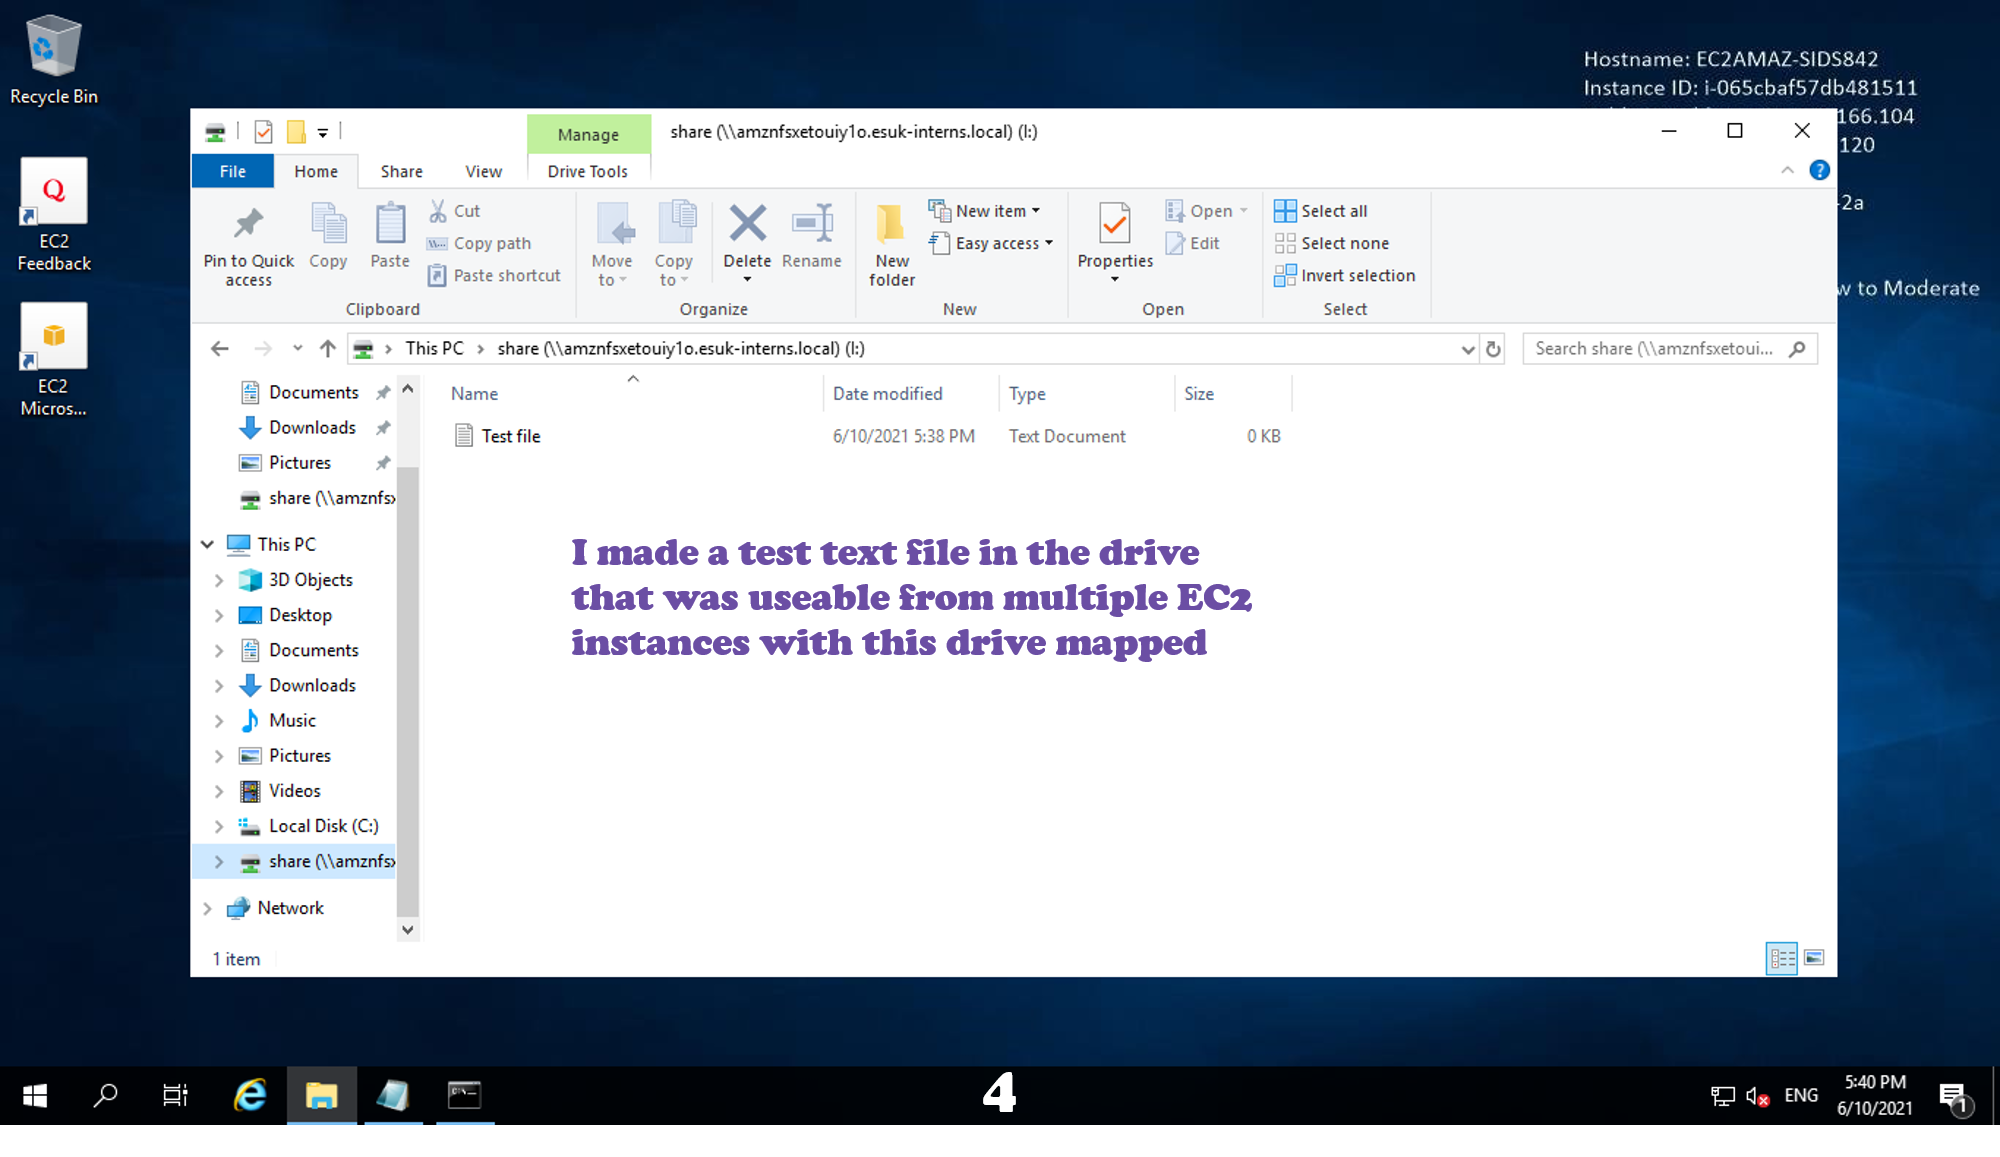 Recycle Bin
EC2
Feedback
EC2
Micros...
Hostname: EC2AMAZ-SIDS842
Instance ID: i-065cbaf57db481511
166.104
120
-2a
w to Moderate
Manage
share (\\amznfsxetouiy1o.esuk-interns.local) (I:)
File
Home
Share
View
Drive Tools
Pin to Quick
access
Copy
Paste
Cut
Copy path
Paste shortcut
Clipboard
Move
to
Copy
to
Delete
Rename
Organize
New
folder
New item
Easy access
New
Properties
Open
Edit
Open
Select all
Select none
Invert selection
Select
This PC > share (\\amznfsxetouiy1o.esuk-interns.local) (I:)
Search share (\\amznfsxetoui...
Documents
Downloads
Pictures
share (\\amznfsx
This PC
3D Objects
Desktop
Documents
Downloads
Music
Pictures
Videos
Local Disk (C:)
share (\\amznfsx
Network
Name
Date modified
Type
Size
Test file
6/10/2021 5:38 PM
Text Document
0 KB
I made a test text file in the drive
that was useable from multiple EC2
instances with this drive mapped
1 item
4
ENG
5:40 PM
6/10/2021
1